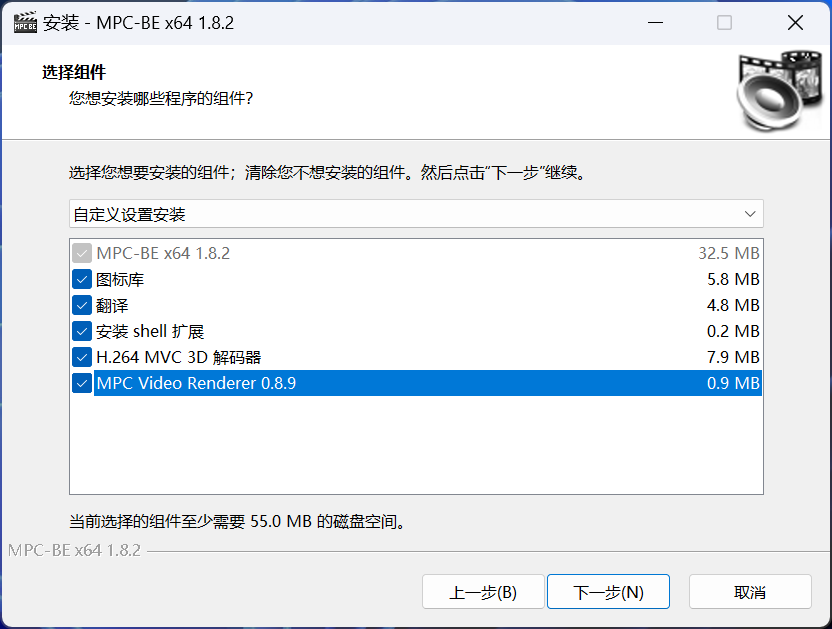 MPC BE
安装 - MPC-BE x64 1.8.2
选择组件
您想安装哪些程序的组件？
选择您想要安装的组件；清除您不想安装的组件。然后点击“下一步”继续。
自定义设置安装
MPC-BE x64 1.8.2 32.5 MB
图标库 5.8 MB
翻译 4.8 MB
安装 shell 扩展 0.2 MB
H.264 MVC 3D 解码器 7.9 MB
MPC Video Renderer 0.8.9 0.9 MB
当前选择的组件至少需要 55.0 MB 的磁盘空间。
MPC-BE x64 1.8.2
上一步(B) 下一步(N) 取消